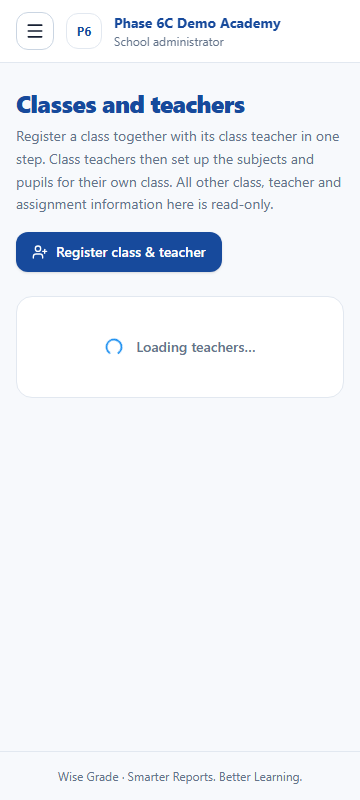 P6
Phase 6C Demo Academy
School administrator
Classes and teachers
Register a class together with its class teacher in one
step. Class teachers then set up the subjects and
pupils for their own class. All other class, teacher and
assignment information here is read-only.
Register class & teacher
Loading teachers...
Wise Grade · Smarter Reports. Better Learning.